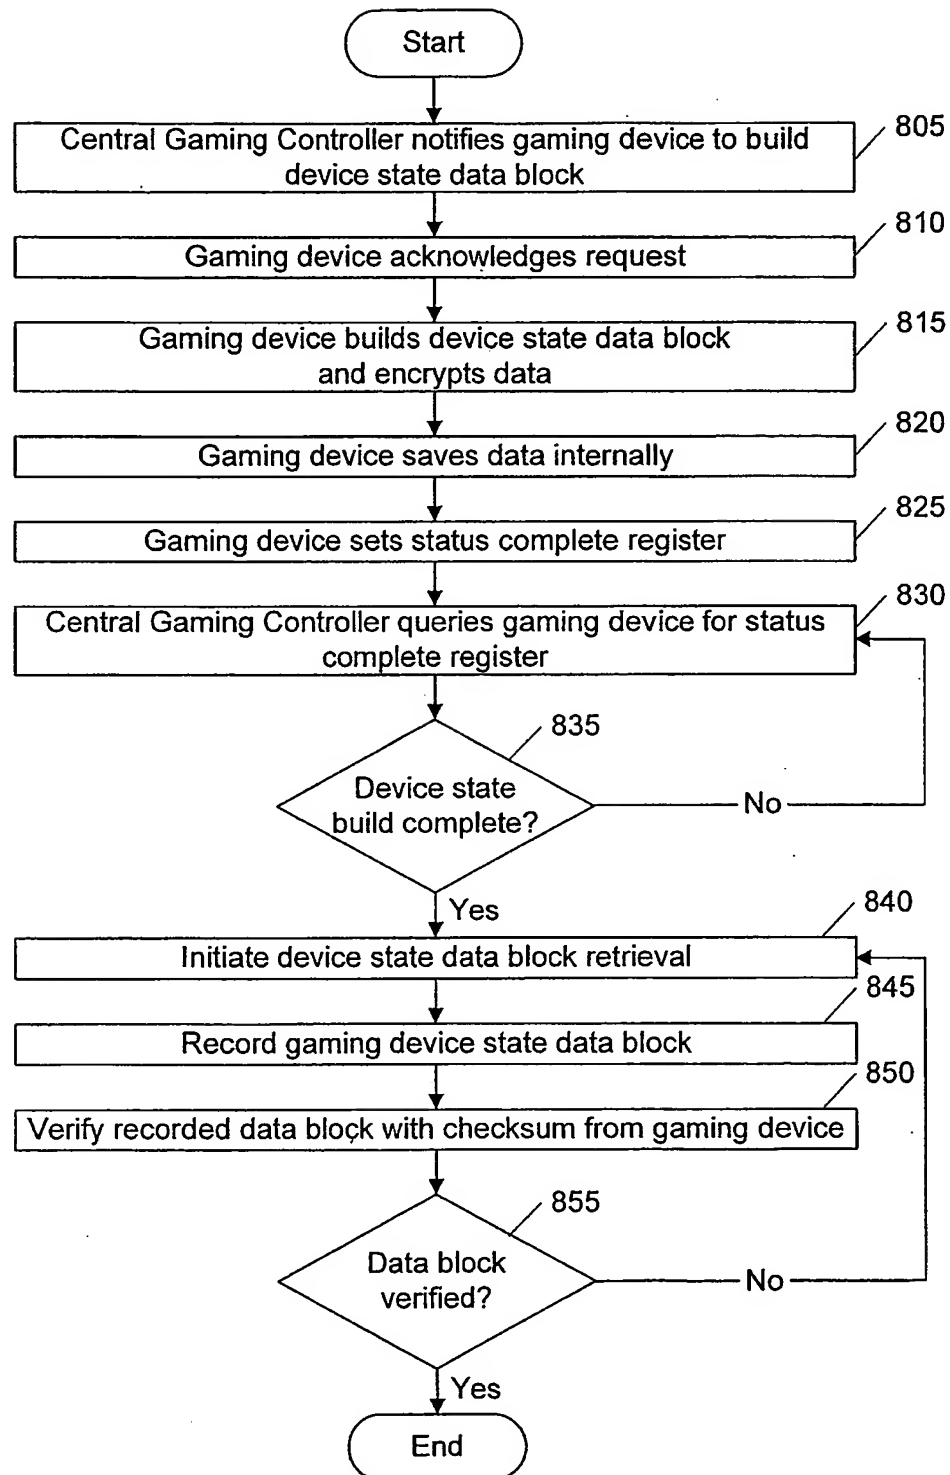 Start
Central Gaming Controller notifies gaming device to build
device state data block
805
Gaming device acknowledges request
810
Gaming device builds device state data block
and encrypts data
815
Gaming device saves data internally
820
Gaming device sets status complete register
825
Central Gaming Controller queries gaming device for status
complete register
830
Device state
build complete?
835
No
Yes
Initiate device state data block retrieval
840
Record gaming device state data block
845
Verify recorded data block with checksum from gaming device
850
Data block
verified?
855
No
Yes
End